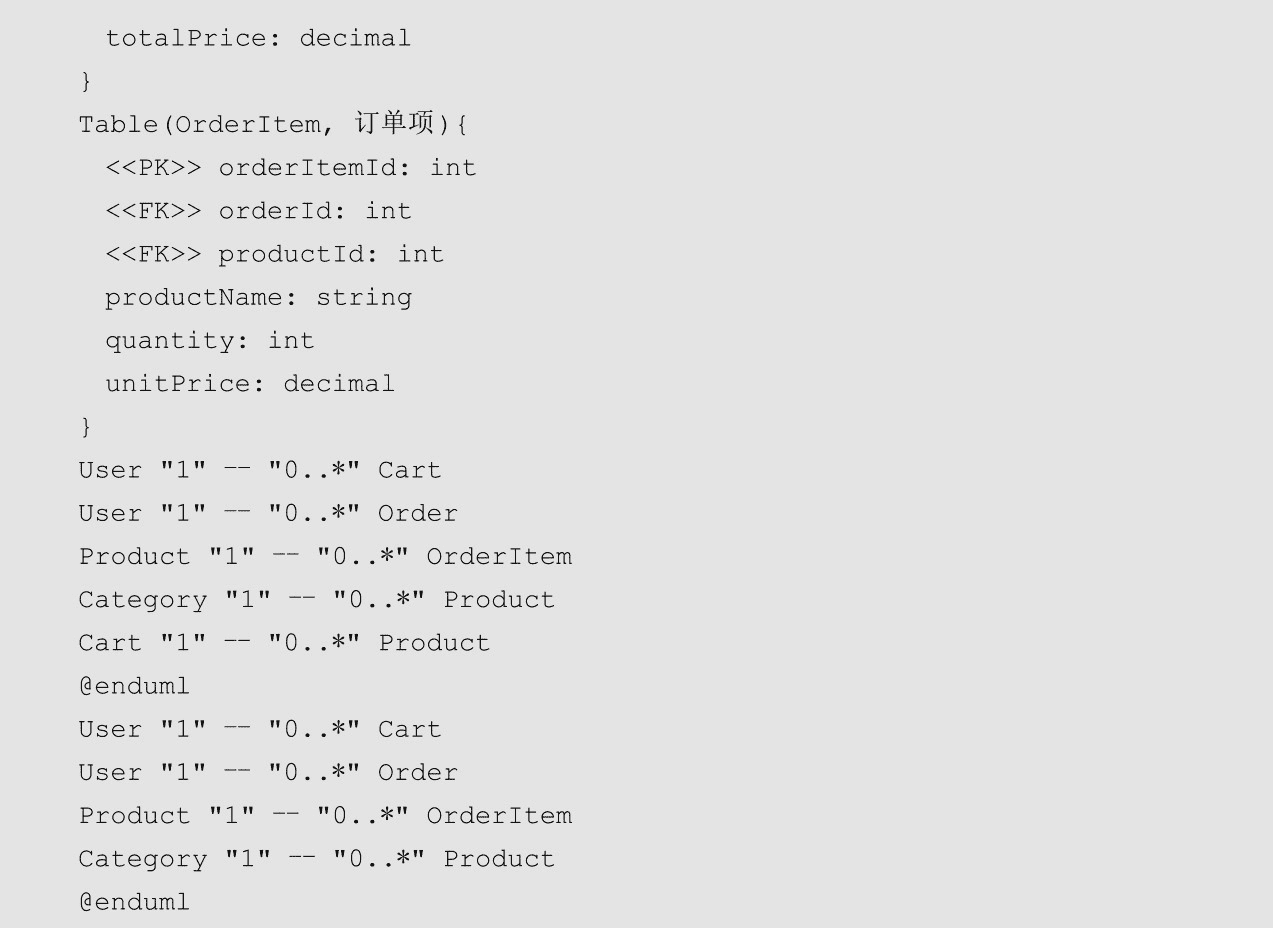 totalPrice: decimal
}
Table(OrderItem, 订单项){
<<PK>> orderItemId: int
<<FK>> orderId: int
<<FK>> productId: int
productName: string
quantity: int
unitPrice: decimal
}
User "1" -- "0..*" Cart
User "1" -- "0..*" Order
Product "1" -- "0..*" OrderItem
Category "1" -- "0..*" Product
Cart "1" -- "0..*" Product
@enduml
User "1" -- "0..*" Cart
User "1" -- "0..*" Order
Product "1" -- "0..*" OrderItem
Category "1" -- "0..*" Product
@enduml